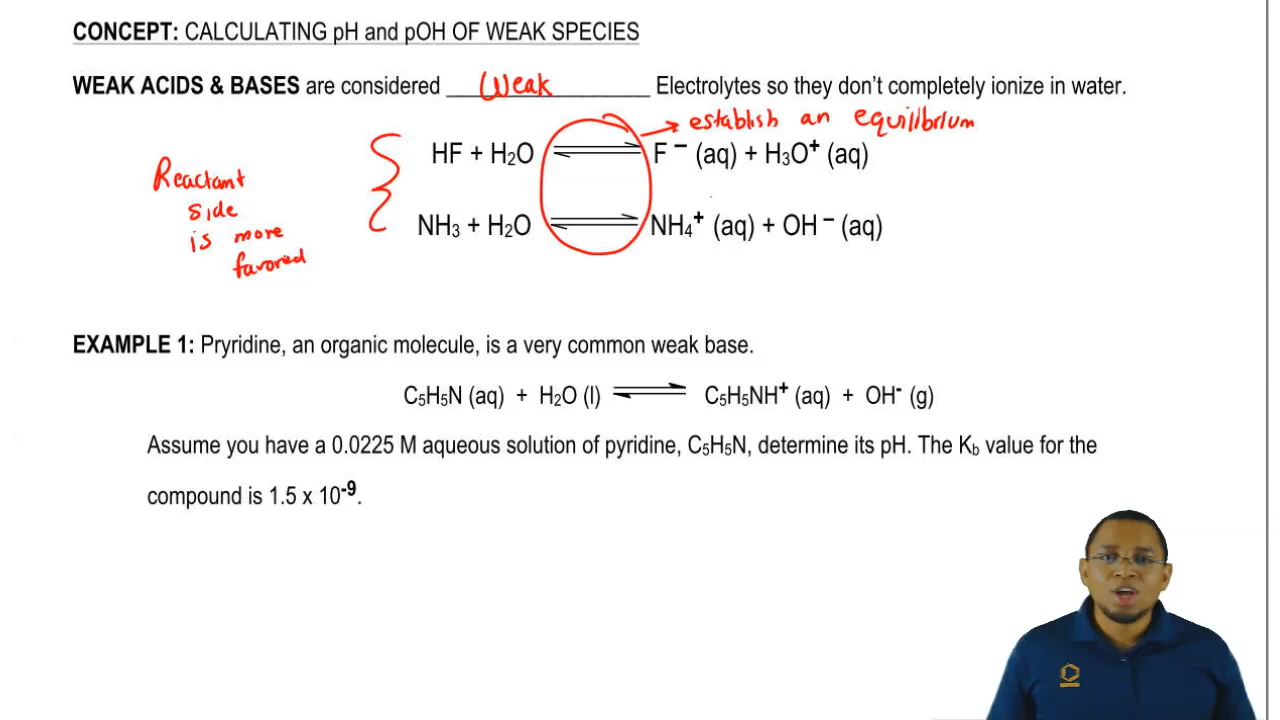 CONCEPT: CALCULATING pH and pOH OF WEAK SPECIES
WEAK ACIDS & BASES are considered Weak Electrolytes so they don't completely ionize in water.
establish an equilibrium
HF + H₂O ⇌ F⁻ (aq) + H₃O⁺ (aq)
Reactant
side
is more
favored
NH₃ + H₂O ⇌ NH₄⁺ (aq) + OH⁻ (aq)
EXAMPLE 1: Pryridine, an organic molecule, is a very common weak base.
C₅H₅N (aq) + H₂O (l) ⇌ C₅H₅NH⁺ (aq) + OH⁻ (g)
Assume you have a 0.0225 M aqueous solution of pyridine, C₅H₅N, determine its pH. The K_b value for the
compound is 1.5 x 10⁻⁹.